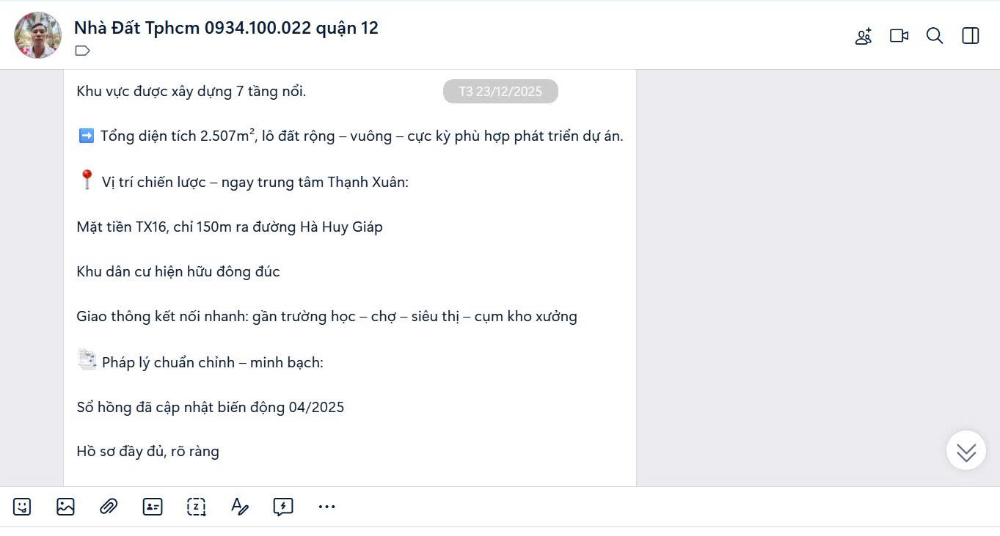 Nhà Đất Tphcm 0934.100.022 quận 12
Khu vực được xây dựng 7 tầng nổi.
T3 23/12/2025
➡️ Tổng diện tích 2.507m², lô đất rộng – vuông – cực kỳ phù hợp phát triển dự án.
📍 Vị trí chiến lược – ngay trung tâm Thạnh Xuân:
Mặt tiền TX16, chỉ 150m ra đường Hà Huy Giáp
Khu dân cư hiện hữu đông đúc
Giao thông kết nối nhanh: gần trường học – chợ – siêu thị – cụm kho xưởng
📑 Pháp lý chuẩn chỉnh – minh bạch:
Sổ hồng đã cập nhật biến động 04/2025
Hồ sơ đầy đủ, rõ ràng